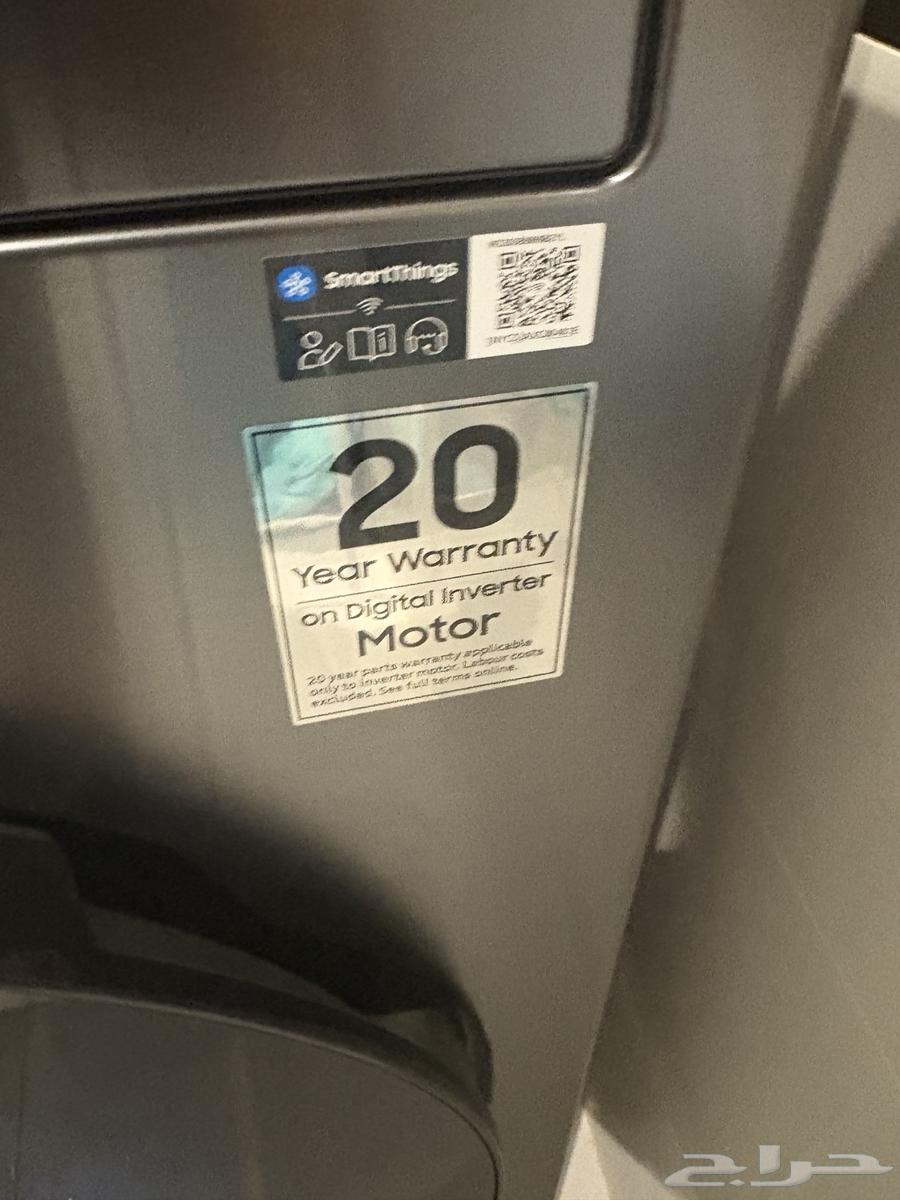 SmartThings
20
Year Warranty
on Digital Inverter
Motor
20 year parts warranty applicable
only to inverter motor. Labour costs
excluded. See full terms online.
حراج